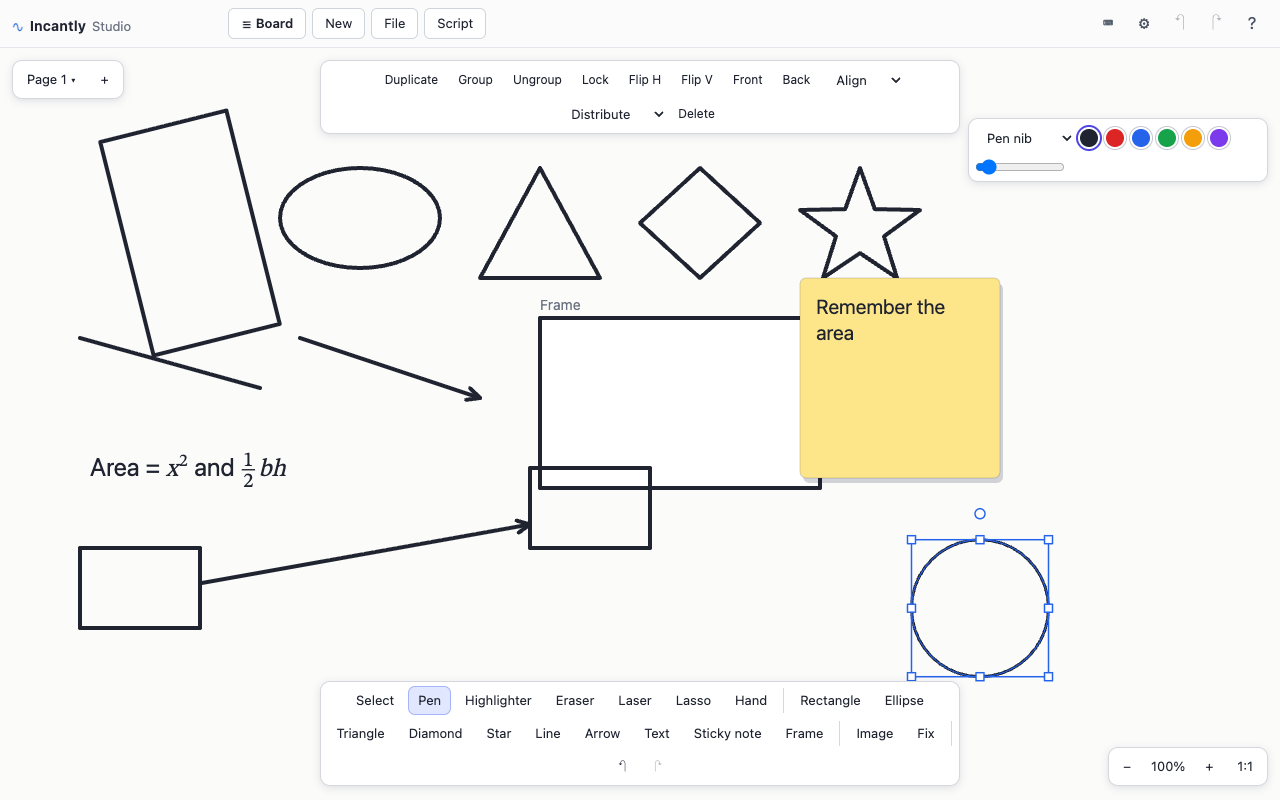 Incantly Studio
≡ Board
New
File
Script
?
Page 1
+
Duplicate
Group
Ungroup
Lock
Flip H
Flip V
Front
Back
Align
Distribute
Delete
Pen nib
Frame
Remember the
area
Area = x² and 1/2 bh
Select
Pen
Highlighter
Eraser
Laser
Lasso
Hand
Rectangle
Ellipse
Triangle
Diamond
Star
Line
Arrow
Text
Sticky note
Frame
Image
Fix
−
100%
+
1:1